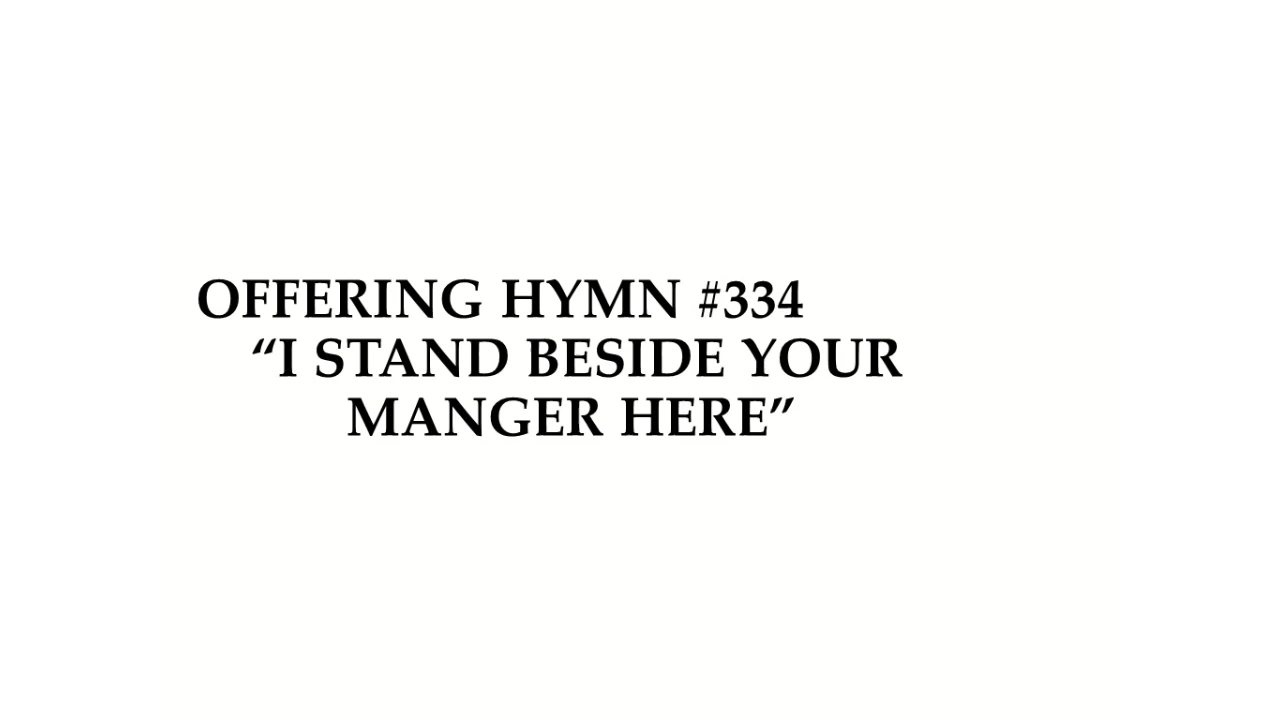 OFFERING HYMN #334
“I STAND BESIDE YOUR
MANGER HERE”